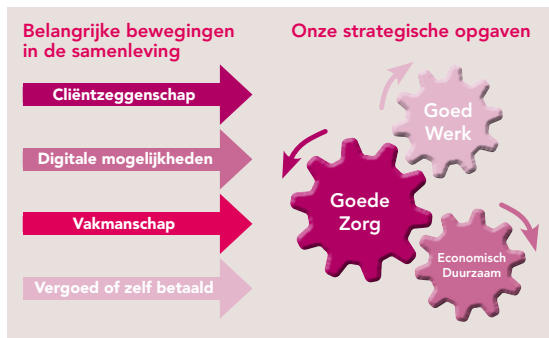 Belangrijke bewegingen
in de samenleving
Cliëntzeggenschap
Digitale mogelijkheden
Vakmanschap
Vergoed of zelf betaald
Onze strategische opgaven
Goed
Werk
Goede
Zorg
Economisch
Duurzaam